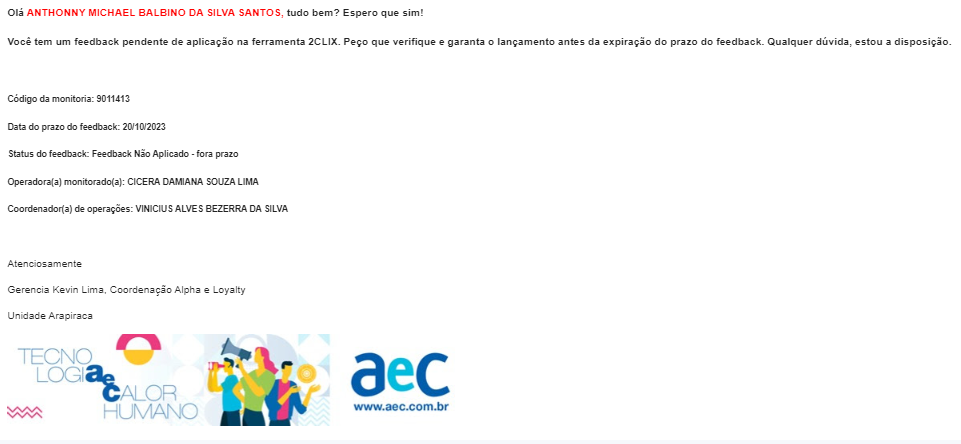 Olá ANTHONNY MICHAEL BALBINO DA SILVA SANTOS, tudo bem? Espero que sim!
Você tem um feedback pendente de aplicação na ferramenta 2CLIX. Peço que verifique e garanta o lançamento antes da expiração do prazo do feedback. Qualquer dúvida, estou a disposição.
Código da monitoria: 9011413
Data do prazo do feedback: 20/10/2023
Status do feedback: Feedback Não Aplicado - fora prazo
Operadora(a) monitorado(a): CICERA DAMIANA SOUZA LIMA
Coordenador(a) de operações: VINICIUS ALVES BEZERRA DA SILVA
Atenciosamente
Gerencia Kevin Lima, Coordenação Alpha e Loyalty
Unidade Arapiraca
TECNO
LOGIA aeC
CALOR
HUMANO
aeC
www.aec.com.br